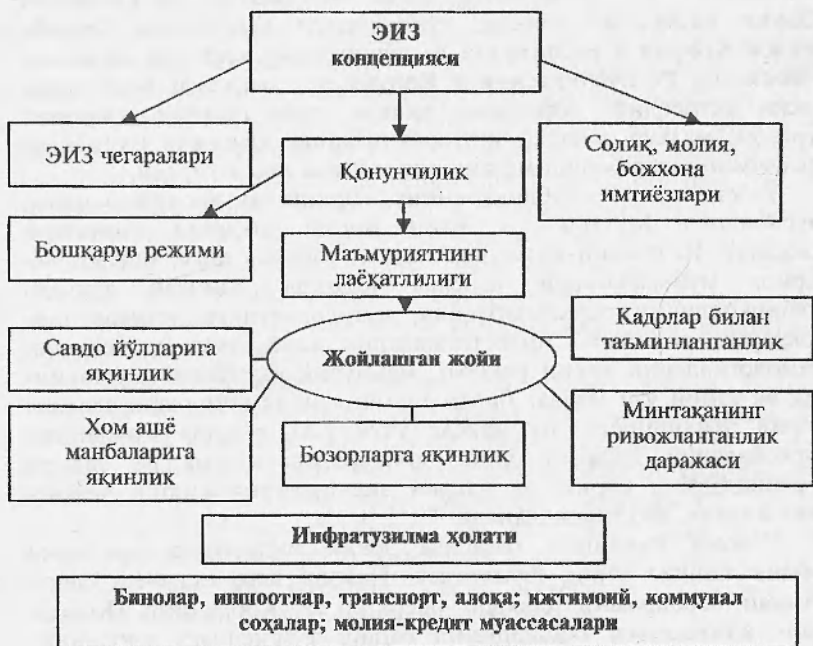 ЭИЗ
концепцияси
ЭИЗ чегаралари
Қонунчилик
Солиқ, молия,
божхона
имтиёзлари
Бошқарув режими
Маъмуриятнинг
лаёқатлилиги
Савдо йўлларига
яқинлик
Жойлашган жойи
Кадрлар билан
таъминланганлик
Хом ашё
манбаларига
яқинлик
Бозорларга яқинлик
Минтақанинг
ривожланганлик
даражаси
Инфратузилма ҳолати
Бинолар, иншоотлар, транспорт, алоқа; ижтимоий, коммунал
соҳалар; молия-кредит муассасалари